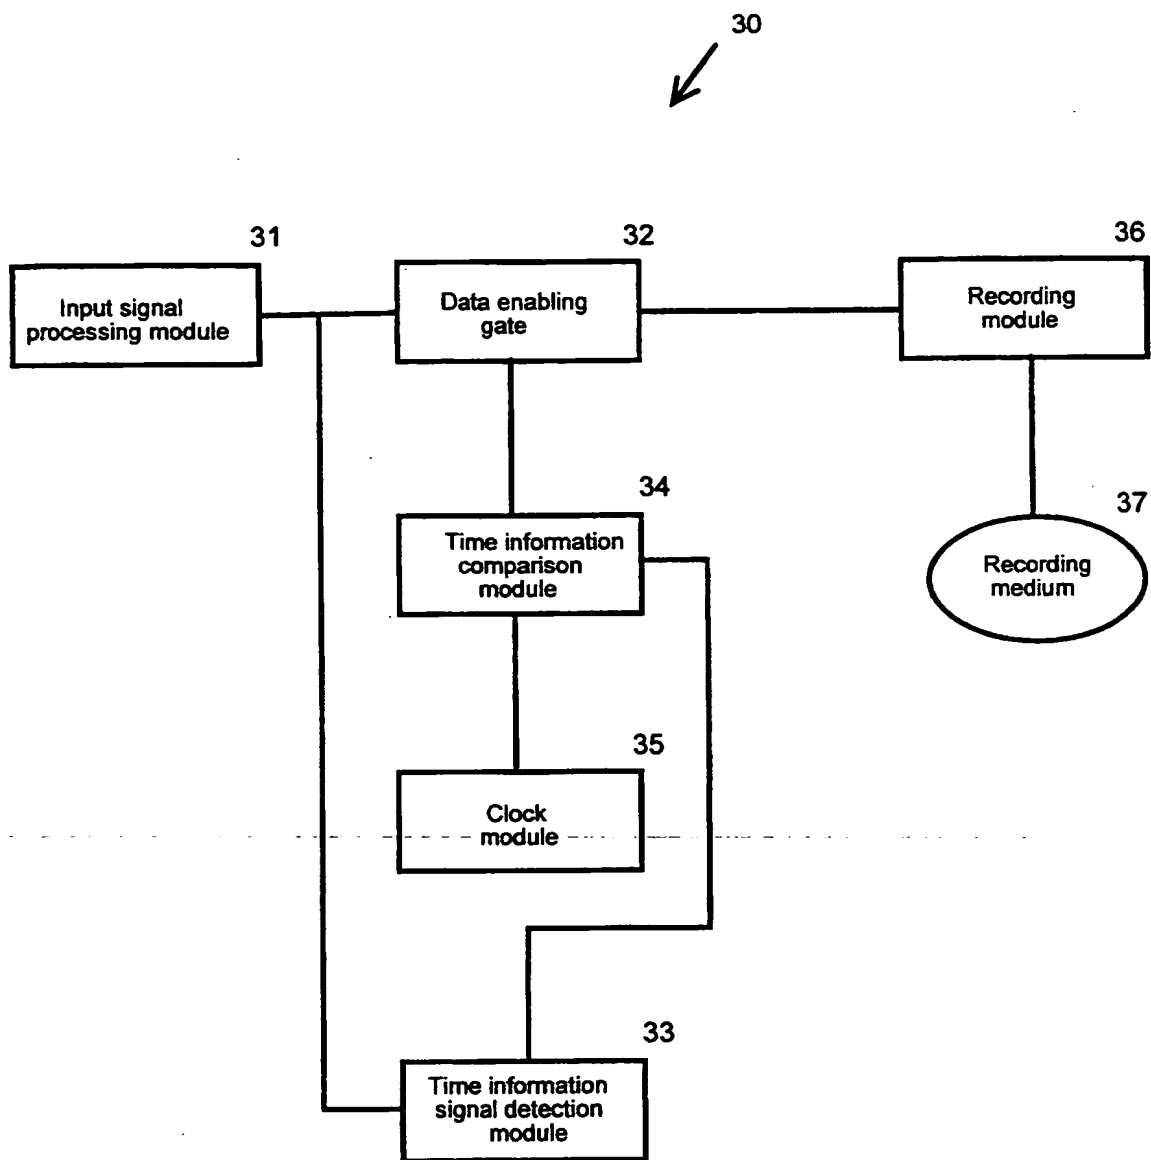 30
31
Input signal
processing module
32
Data enabling
gate
36
Recording
module
34
Time information
comparison
module
37
Recording
medium
35
Clock
module
33
Time information
signal detection
module